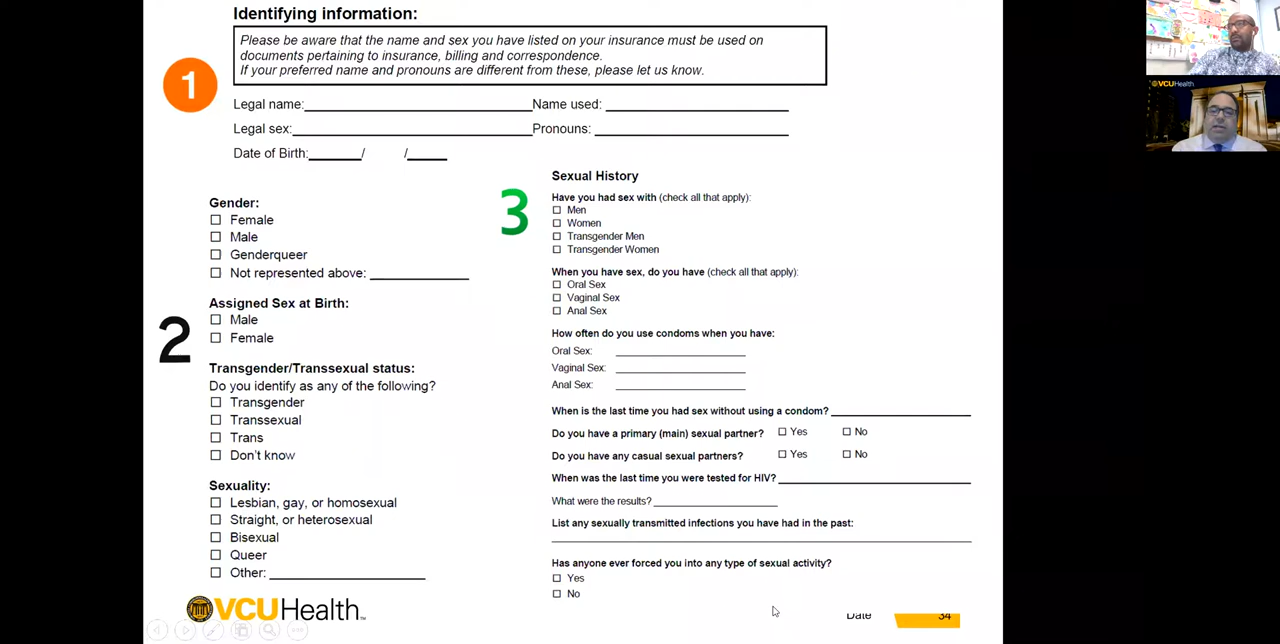 Identifying information:
Please be aware that the name and sex you have listed on your insurance must be used on
documents pertaining to insurance, billing and correspondence.
If your preferred name and pronouns are different from these, please let us know.
1
Legal name: Name used:
Legal sex: Pronouns:
Date of Birth: / /
2
Gender:
Female
Male
Genderqueer
Not represented above:
Assigned Sex at Birth:
Male
Female
Transgender/Transsexual status:
Do you identify as any of the following?
Transgender
Transsexual
Trans
Don't know
Sexuality:
Lesbian, gay, or homosexual
Straight, or heterosexual
Bisexual
Queer
Other:
3
Sexual History
Have you had sex with (check all that apply):
Men
Women
Transgender Men
Transgender Women
When you have sex, do you have (check all that apply):
Oral Sex
Vaginal Sex
Anal Sex
How often do you use condoms when you have:
Oral Sex:
Vaginal Sex:
Anal Sex:
When is the last time you had sex without using a condom?
Do you have a primary (main) sexual partner? Yes No
Do you have any casual sexual partners? Yes No
When was the last time you were tested for HIV?
What were the results?
List any sexually transmitted infections you have had in the past:
Has anyone ever forced you into any type of sexual activity?
Yes
No
VCUHealth™
Date 34
VCUHealth